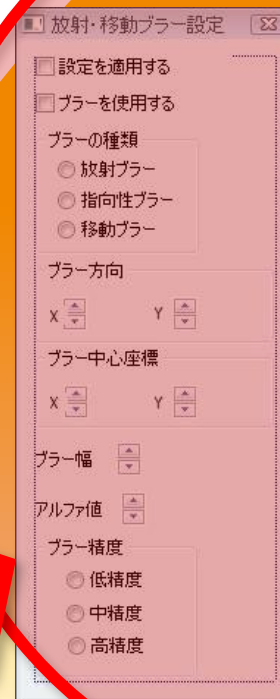 放射・移動ブラー設定
設定を適用する
ブラーを使用する
ブラーの種類
放射ブラー
指向性ブラー
移動ブラー
ブラー方向
X Y
ブラー中心座標
X Y
ブラー幅
アルファ値
ブラー精度
低精度
中精度
高精度